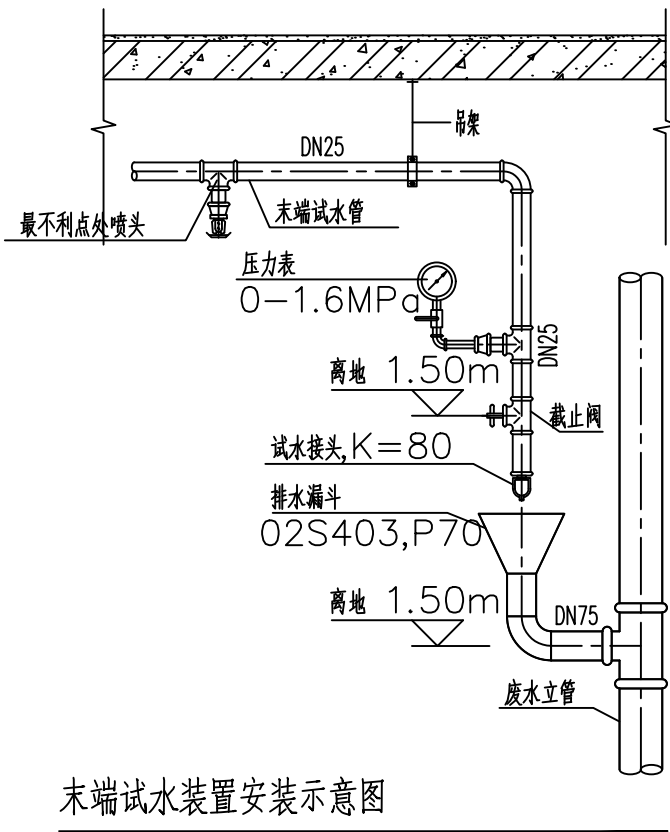 吊架
DN25
最不利点处喷头
末端试水管
压力表
0-1.6MPa
DN25
离地 1.50m
截止阀
试水接头,K=80
排水漏斗
02S403,P70
离地 1.50m
DN75
废水立管
末端试水装置安装示意图